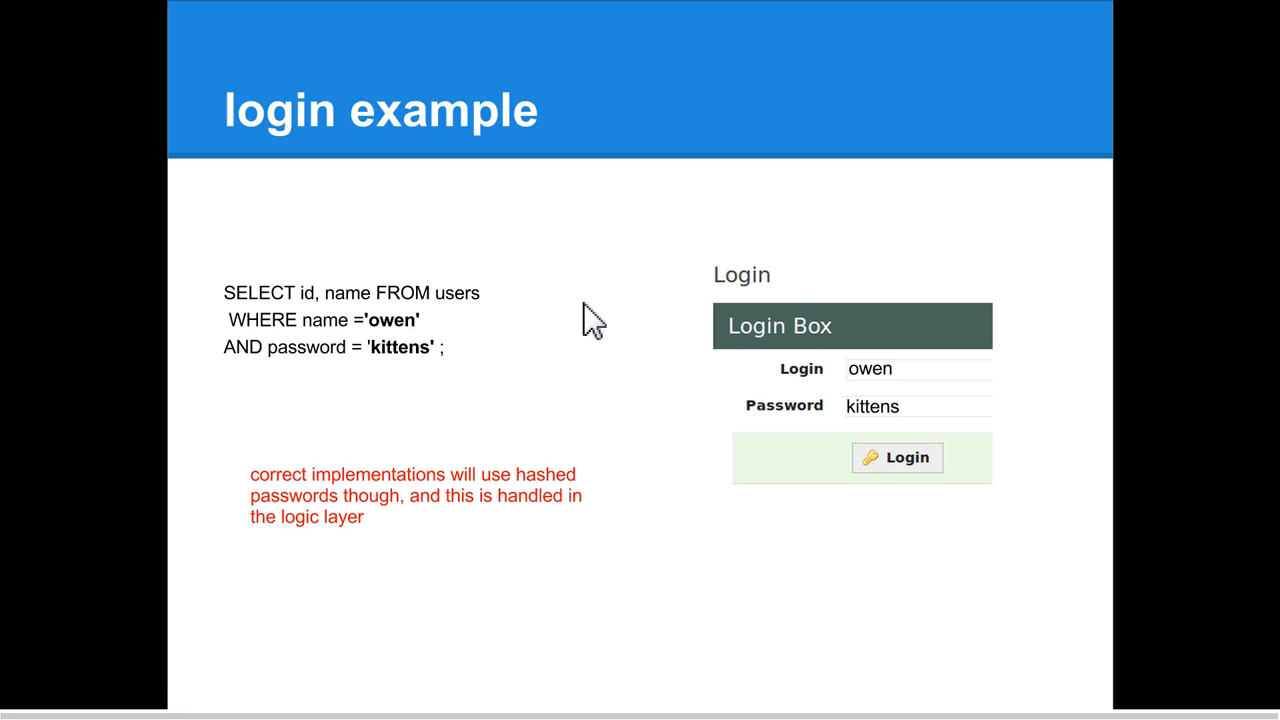 login example
SELECT id, name FROM users
WHERE name ='owen'
AND password = 'kittens' ;
correct implementations will use hashed
passwords though, and this is handled in
the logic layer
Login
Login Box
Login owen
Password kittens
Login